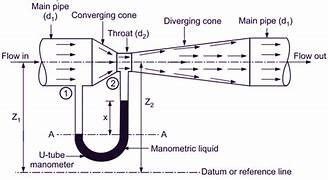 Main pipe (d₁)
Converging cone
Throat (d₂)
Diverging cone
Main pipe (d₁)
Flow in
Flow out
1
2
Z₁
Z₂
x
A
A
U-tube manometer
Manometric liquid
Datum or reference line